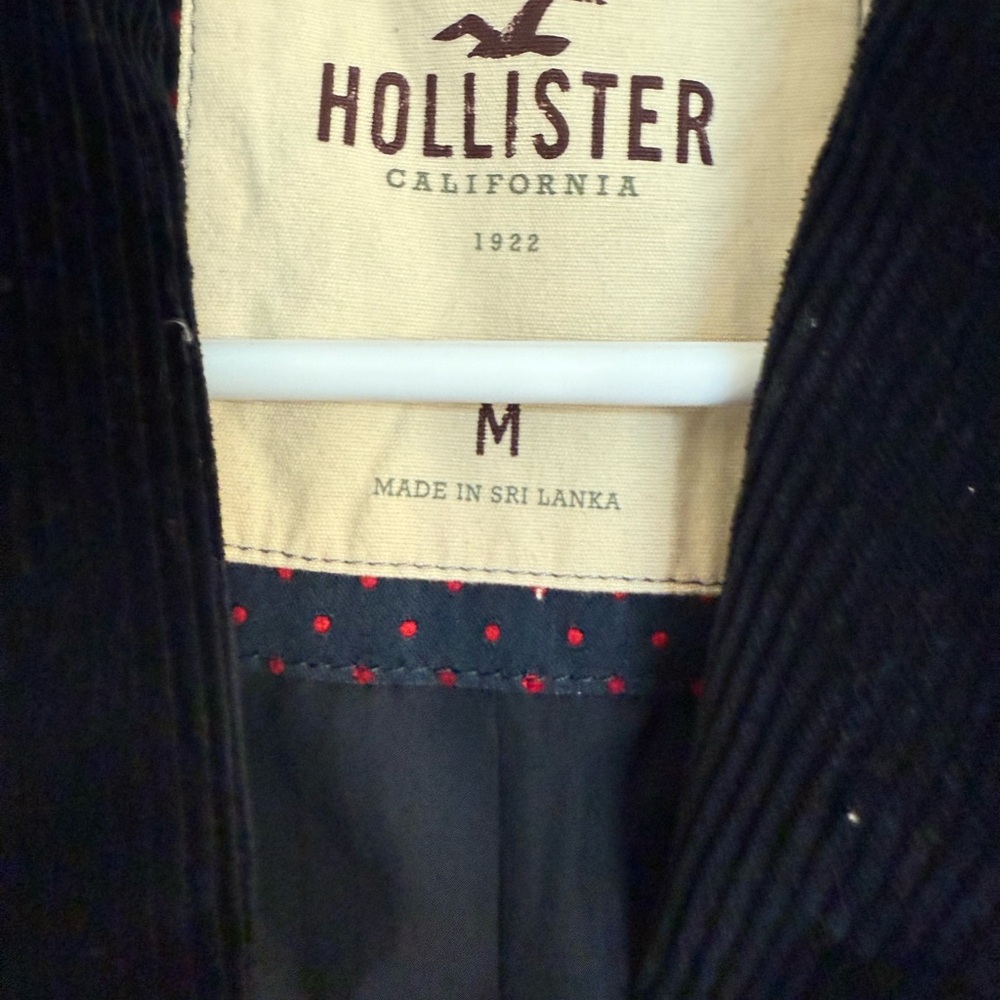 HOLLISTER
CALIFORNIA
1922
M
MADE IN SRI LANKA